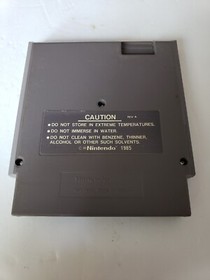 CAUTION
●DO NOT STORE IN EXTREME TEMPERATURES.
●DO NOT IMMERSE IN WATER.
●DO NOT CLEAN WITH BENZENE, THINNER,
ALCOHOL OR OTHER SUCH SOLVENTS.
©Nintendo 1985